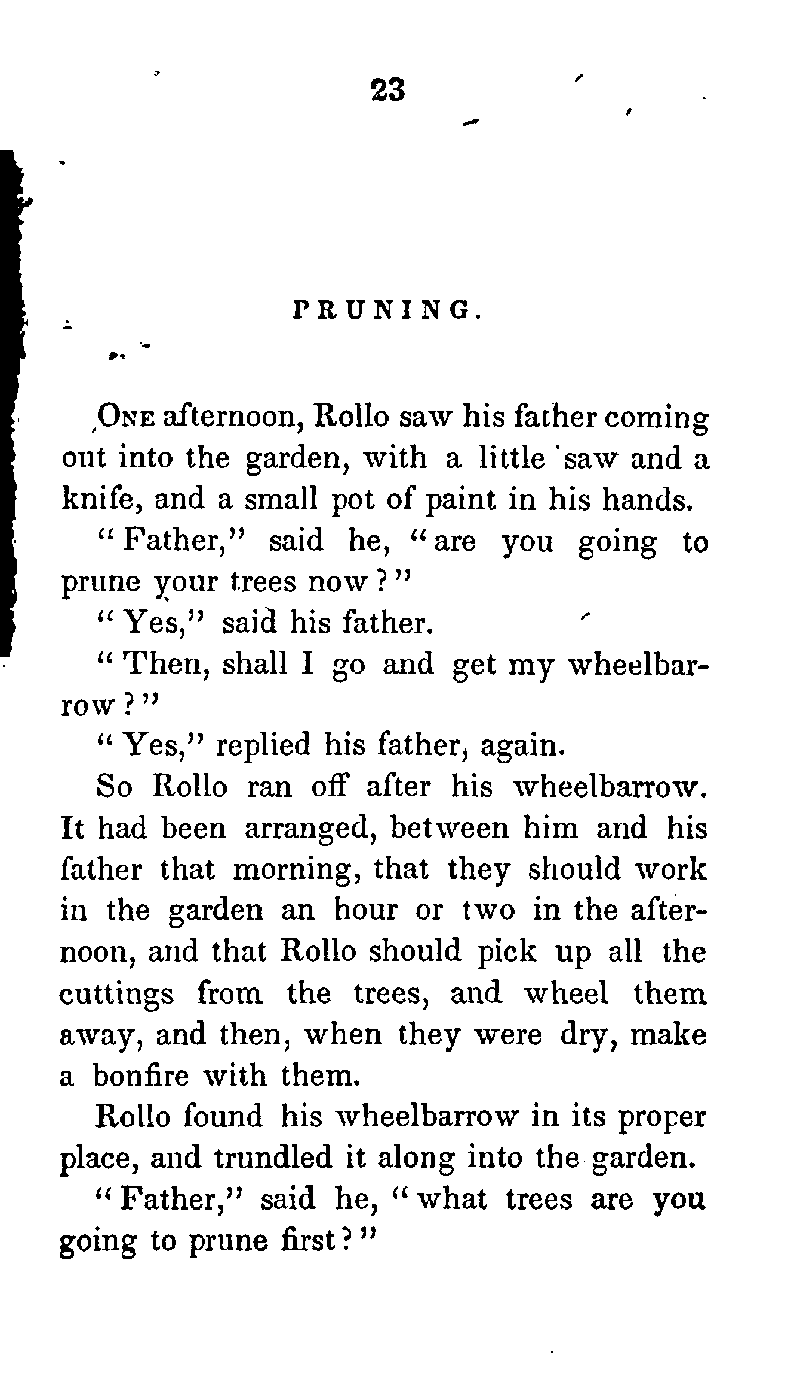 23
PRUNING.
ONE afternoon, Rollo saw his father coming
out into the garden, with a little saw and a
knife, and a small pot of paint in his hands.
“Father,” said he, “are you going to
prune your trees now?”
“Yes,” said his father.
“Then, shall I go and get my wheelbar-
row?”
“Yes,” replied his father, again.
So Rollo ran off after his wheelbarrow.
It had been arranged, between him and his
father that morning, that they should work
in the garden an hour or two in the after-
noon, and that Rollo should pick up all the
cuttings from the trees, and wheel them
away, and then, when they were dry, make
a bonfire with them.
Rollo found his wheelbarrow in its proper
place, and trundled it along into the garden.
“Father,” said he, “what trees are you
going to prune first?”